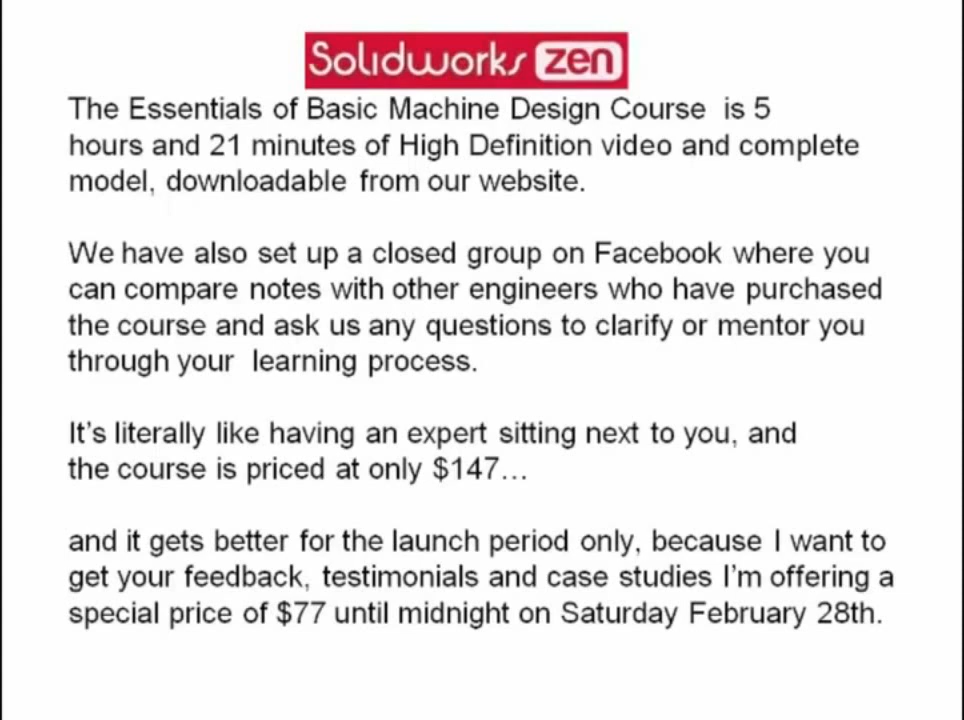 Solidworks zen
The Essentials of Basic Machine Design Course is 5
hours and 21 minutes of High Definition video and complete
model, downloadable from our website.
We have also set up a closed group on Facebook where you
can compare notes with other engineers who have purchased
the course and ask us any questions to clarify or mentor you
through your learning process.
It's literally like having an expert sitting next to you, and
the course is priced at only $147...
and it gets better for the launch period only, because I want to
get your feedback, testimonials and case studies I'm offering a
special price of $77 until midnight on Saturday February 28th.